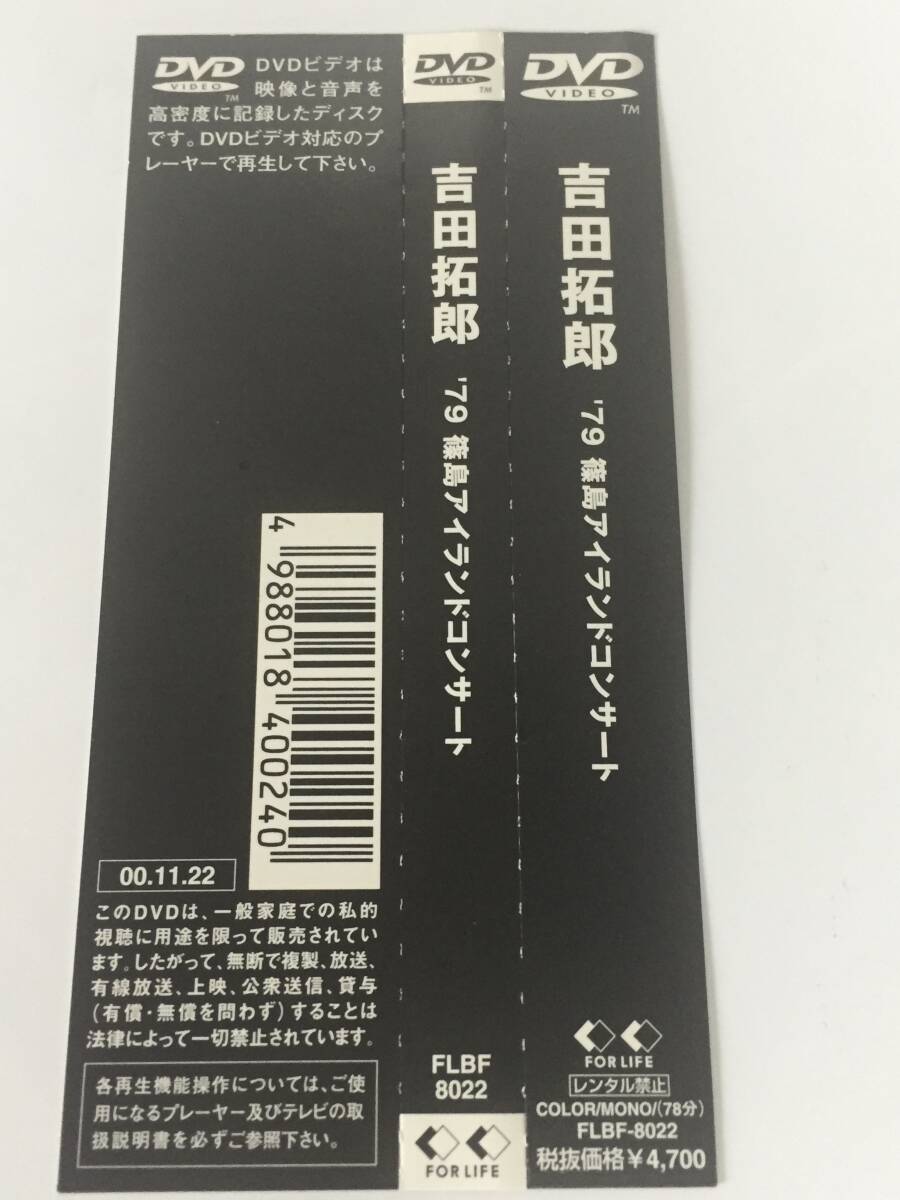 DVD
VIDEO
TM
DVDビデオは
映像と音声を
高密度に記録したディスク
です。DVDビデオ対応のプ
レーヤーで再生して下さい。
4 988018 400240
00.11.22
このDVDは、一般家庭での私的
視聴に用途を限って販売されてい
ます。したがって、無断で複製、放送、
有線放送、上映、公衆送信、貸与
(有償・無償を問わず)することは
法律によって一切禁止されています。
各再生機能操作については、ご使
用になるプレーヤー及びテレビの取
扱説明書を必ずご参照下さい。
DVD
VIDEO
TM
吉田拓郎 '79 篠島アイランドコンサート
FLBF
8022
FOR LIFE
DVD
VIDEO
TM
吉田拓郎 '79 篠島アイランドコンサート
FOR LIFE
レンタル禁止
COLOR/MONO/(78分)
FLBF-8022
税抜価格¥4,700